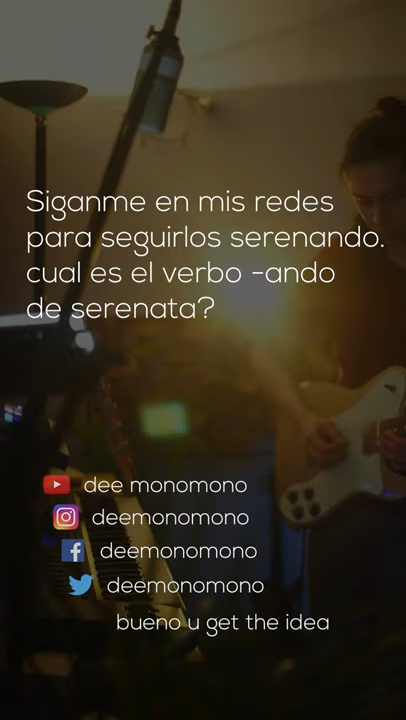 Siganme en mis redes
para seguirlos serenando.
cual es el verbo -ando
de serenata?
dee monomono
deemonomono
deemonomono
deemonomono
bueno u get the idea